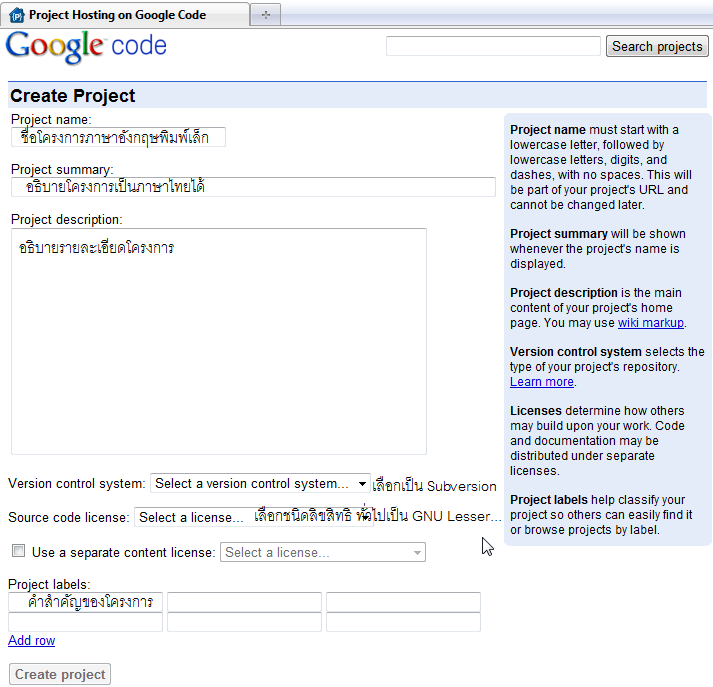 Project Hosting on Google Code
Google code
Search projects
Create Project
Project name:
ชื่อโครงการภาษาอังกฤษพิมพ์เล็ก
Project summary:
อธิบายโครงการเป็นภาษาไทยได้
Project description:
อธิบายรายละเอียดโครงการ
Version control system: Select a version control system... เลือกเป็น Subversion
Source code license: Select a license... เลือกชนิดลิขสิทธิ ทั่วไปเป็น GNU Lesser...
Use a separate content license: Select a license...
Project labels:
คำสำคัญของโครงการ
Add row
Create project
Project name must start with a
lowercase letter, followed by
lowercase letters, digits, and
dashes, with no spaces. This will
be part of your project's URL and
cannot be changed later.
Project summary will be shown
whenever the project's name is
displayed.
Project description is the main
content of your project's home
page. You may use wiki markup.
Version control system selects the
type of your project's repository.
Learn more.
Licenses determine how others
may build upon your work. Code
and documentation may be
distributed under separate
licenses.
Project labels help classify your
project so others can easily find it
or browse projects by label.